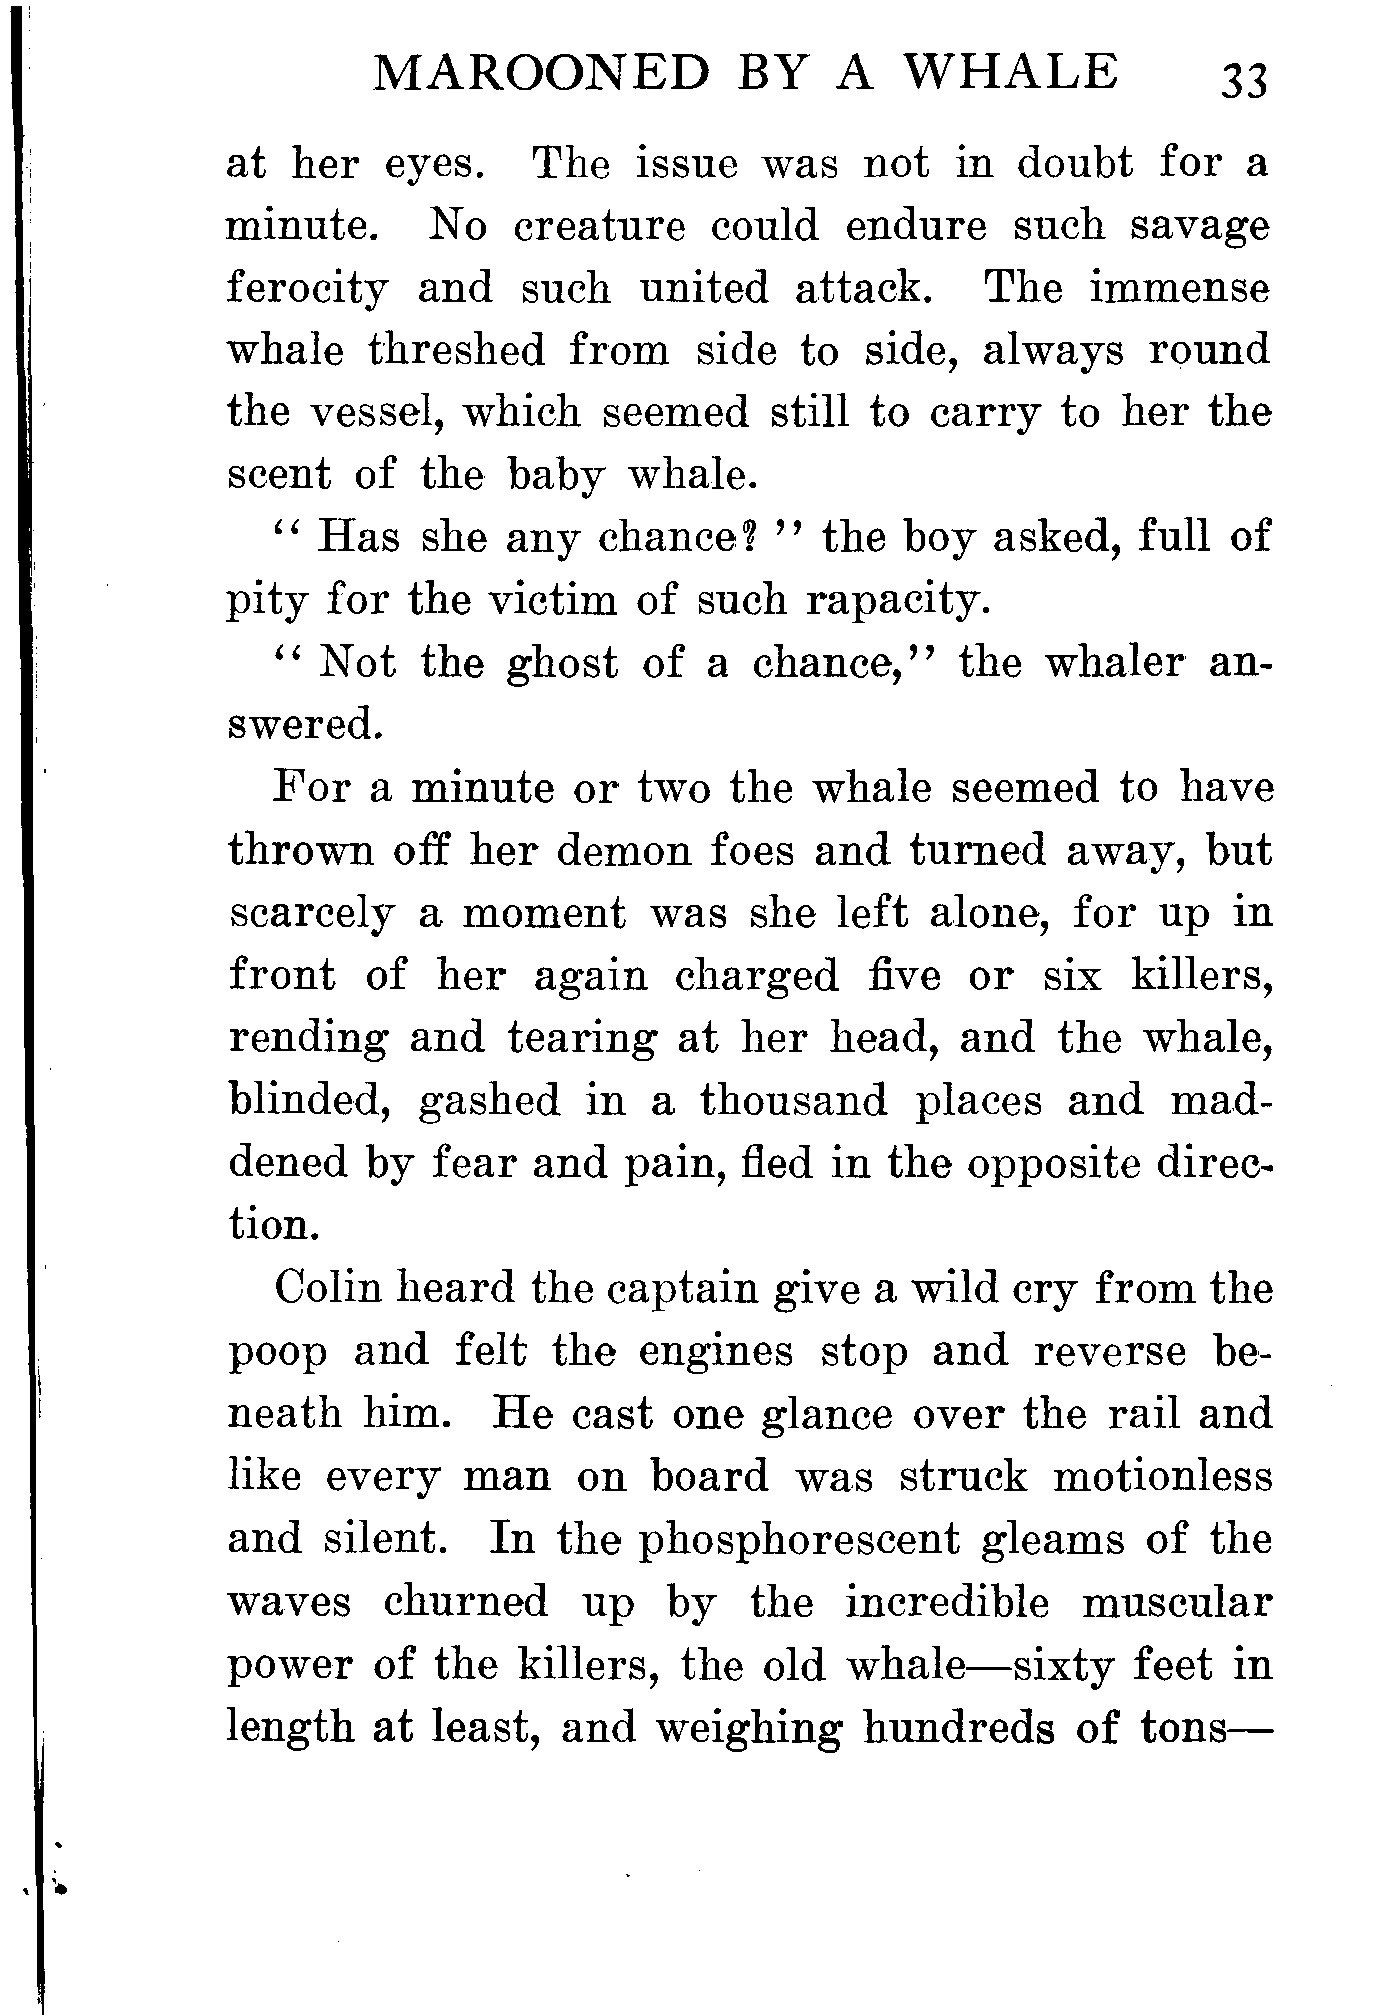 MAROONED BY A WHALE 33
at her eyes. The issue was not in doubt for a
minute. No creature could endure such savage
ferocity and such united attack. The immense
whale threshed from side to side, always round
the vessel, which seemed still to carry to her the
scent of the baby whale.
“ Has she any chance? ” the boy asked, full of
pity for the victim of such rapacity.
“ Not the ghost of a chance,” the whaler an-
swered.
For a minute or two the whale seemed to have
thrown off her demon foes and turned away, but
scarcely a moment was she left alone, for up in
front of her again charged five or six killers,
rending and tearing at her head, and the whale,
blinded, gashed in a thousand places and mad-
dened by fear and pain, fled in the opposite direc-
tion.
Colin heard the captain give a wild cry from the
poop and felt the engines stop and reverse be-
neath him. He cast one glance over the rail and
like every man on board was struck motionless
and silent. In the phosphorescent gleams of the
waves churned up by the incredible muscular
power of the killers, the old whale—sixty feet in
length at least, and weighing hundreds of tons—